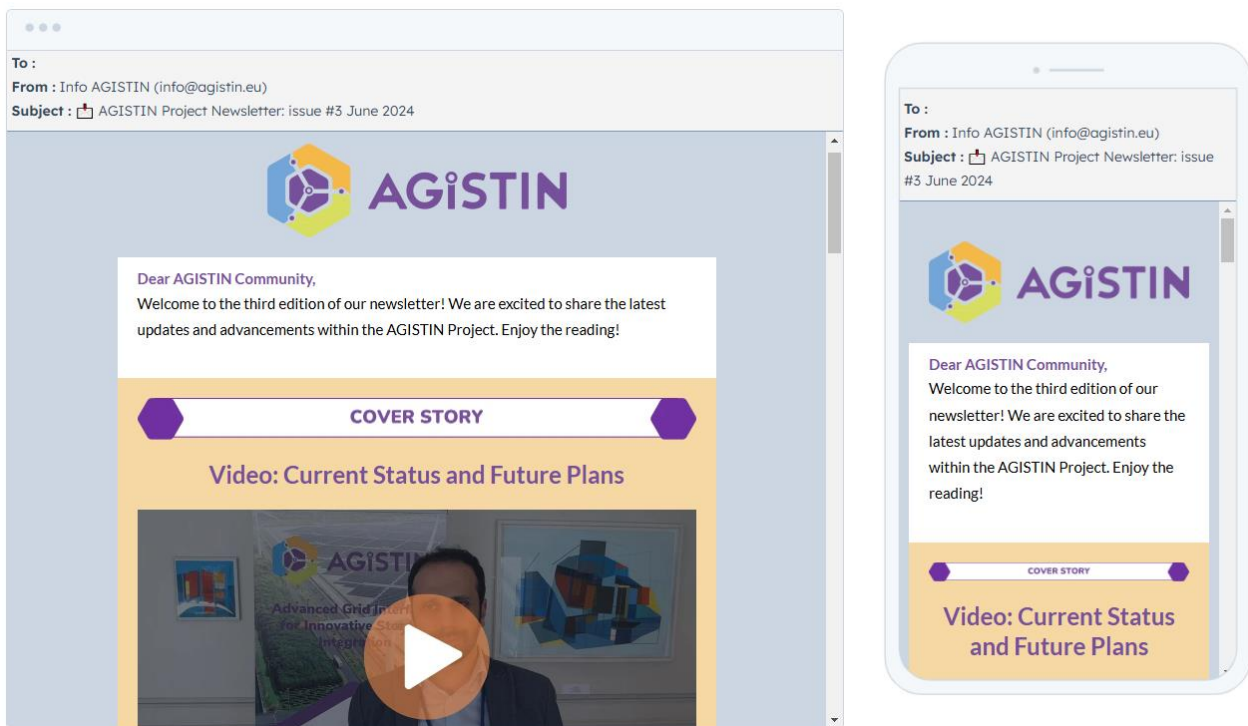 To :
From : Info AGISTIN (info@agistin.eu)
Subject : AGISTIN Project Newsletter: issue #3 June 2024
AGiSTIN
Dear AGISTIN Community,
Welcome to the third edition of our newsletter! We are excited to share the latest
updates and advancements within the AGISTIN Project. Enjoy the reading!
COVER STORY
Video: Current Status and Future Plans
AGiSTI
Advanced Grid
for Innovative
Integration
To :
From : Info AGISTIN (info@agistin.eu)
Subject : AGISTIN Project Newsletter: issue
#3 June 2024
AGiSTIN
Dear AGISTIN Community,
Welcome to the third edition of our
newsletter! We are excited to share the
latest updates and advancements
within the AGISTIN Project. Enjoy the
reading!
COVER STORY
Video: Current Status
and Future Plans